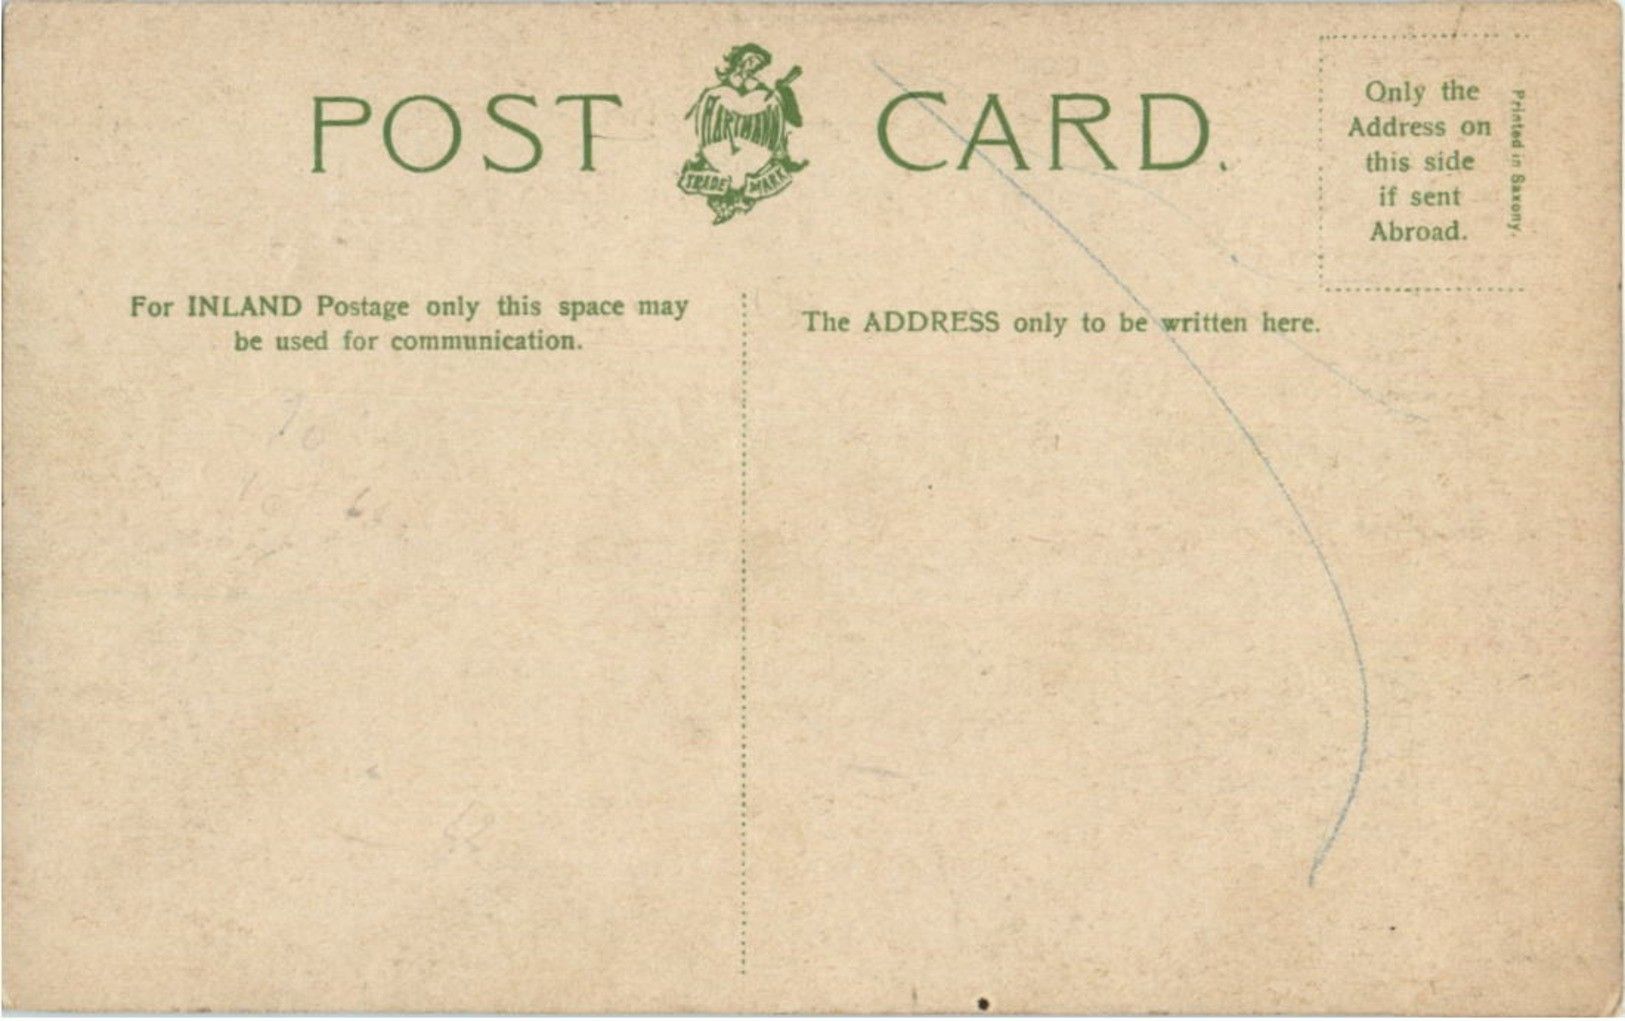 POST CARD.
HARTMANN
TRADE MARK
Only the
Address on
this side
if sent
Abroad.
Printed in Saxony.
For INLAND Postage only this space may
be used for communication.
The ADDRESS only to be written here.